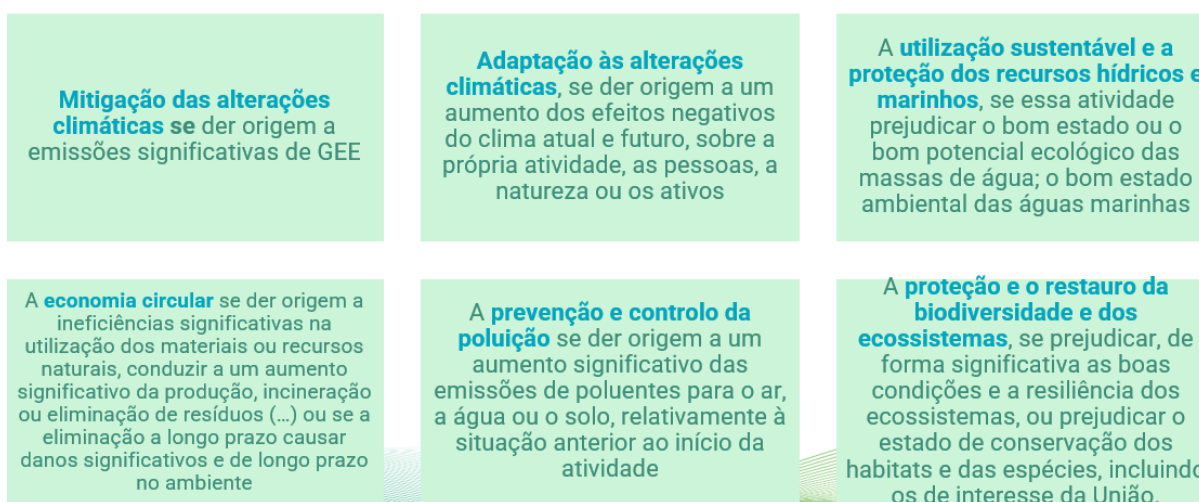 Mitigação das alterações
climáticas se der origem a
emissões significativas de GEE
Adaptação às alterações
climáticas, se der origem a um
aumento dos efeitos negativos
do clima atual e futuro, sobre a
própria atividade, as pessoas, a
natureza ou os ativos
A utilização sustentável e a
proteção dos recursos hídricos e
marinhos, se essa atividade
prejudicar o bom estado ou o
bom potencial ecológico das
massas de água; o bom estado
ambiental das águas marinhas
A economia circular se der origem a
ineficiências significativas na
utilização dos materiais ou recursos
naturais, conduzir a um aumento
significativo da produção, incineração
ou eliminação de resíduos (...) ou se a
eliminação a longo prazo causar
danos significativos e de longo prazo
no ambiente
A prevenção e controlo da
poluição se der origem a um
aumento significativo das
emissões de poluentes para o ar,
a água ou o solo, relativamente à
situação anterior ao início da
atividade
A proteção e o restauro da
biodiversidade e dos
ecossistemas, se prejudicar, de
forma significativa as boas
condições e a resiliência dos
ecossistemas, ou prejudicar o
estado de conservação dos
habitats e das espécies, incluindo
os de interesse da União.